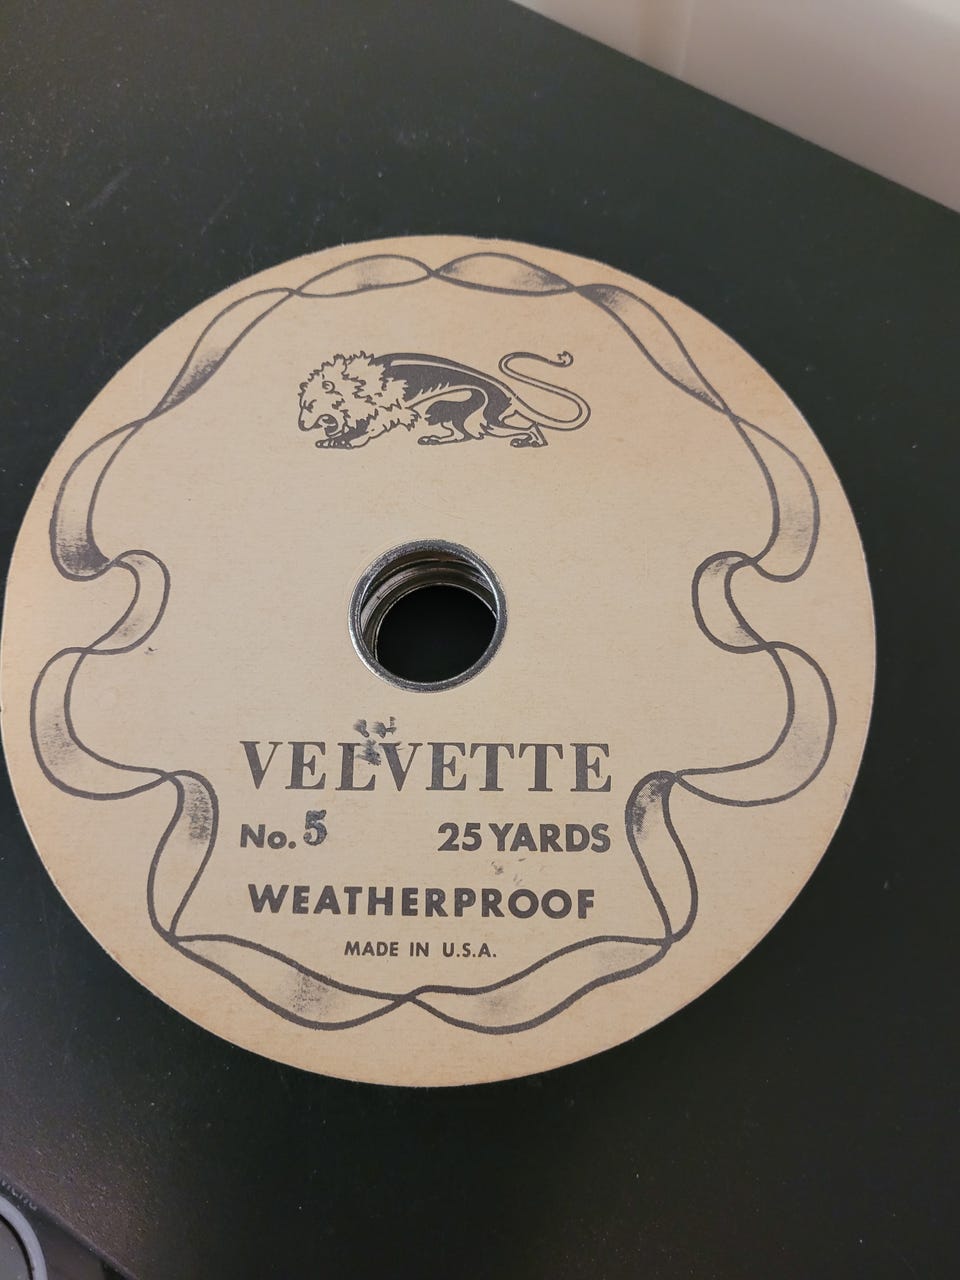 VELVETTE
No. 5 25 YARDS
WEATHERPROOF
MADE IN U.S.A.